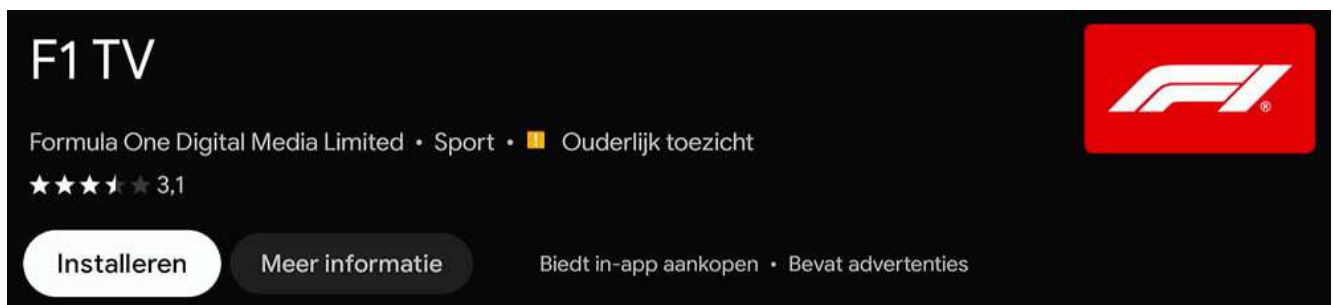 F1 TV
F1®
Formula One Digital Media Limited • Sport • Ouderlijk toezicht
3,1
Installeren
Meer informatie
Biedt in-app aankopen • Bevat advertenties